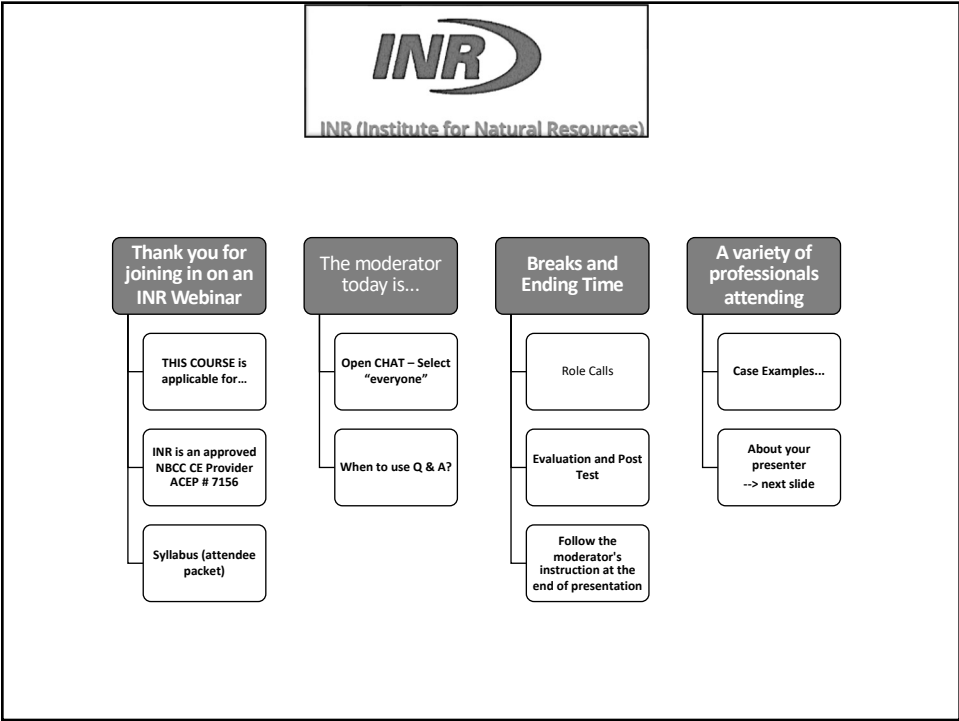 INR
INR (Institute for Natural Resources)
Thank you for
joining in on an
INR Webinar
THIS COURSE is
applicable for...
INR is an approved
NBCC CE Provider
ACEP # 7156
Syllabus (attendee
packet)
The moderator
today is...
Open CHAT – Select
“everyone”
When to use Q & A?
Breaks and
Ending Time
Role Calls
Evaluation and Post
Test
Follow the
moderator's
instruction at the
end of presentation
A variety of
professionals
attending
Case Examples...
About your
presenter
--> next slide